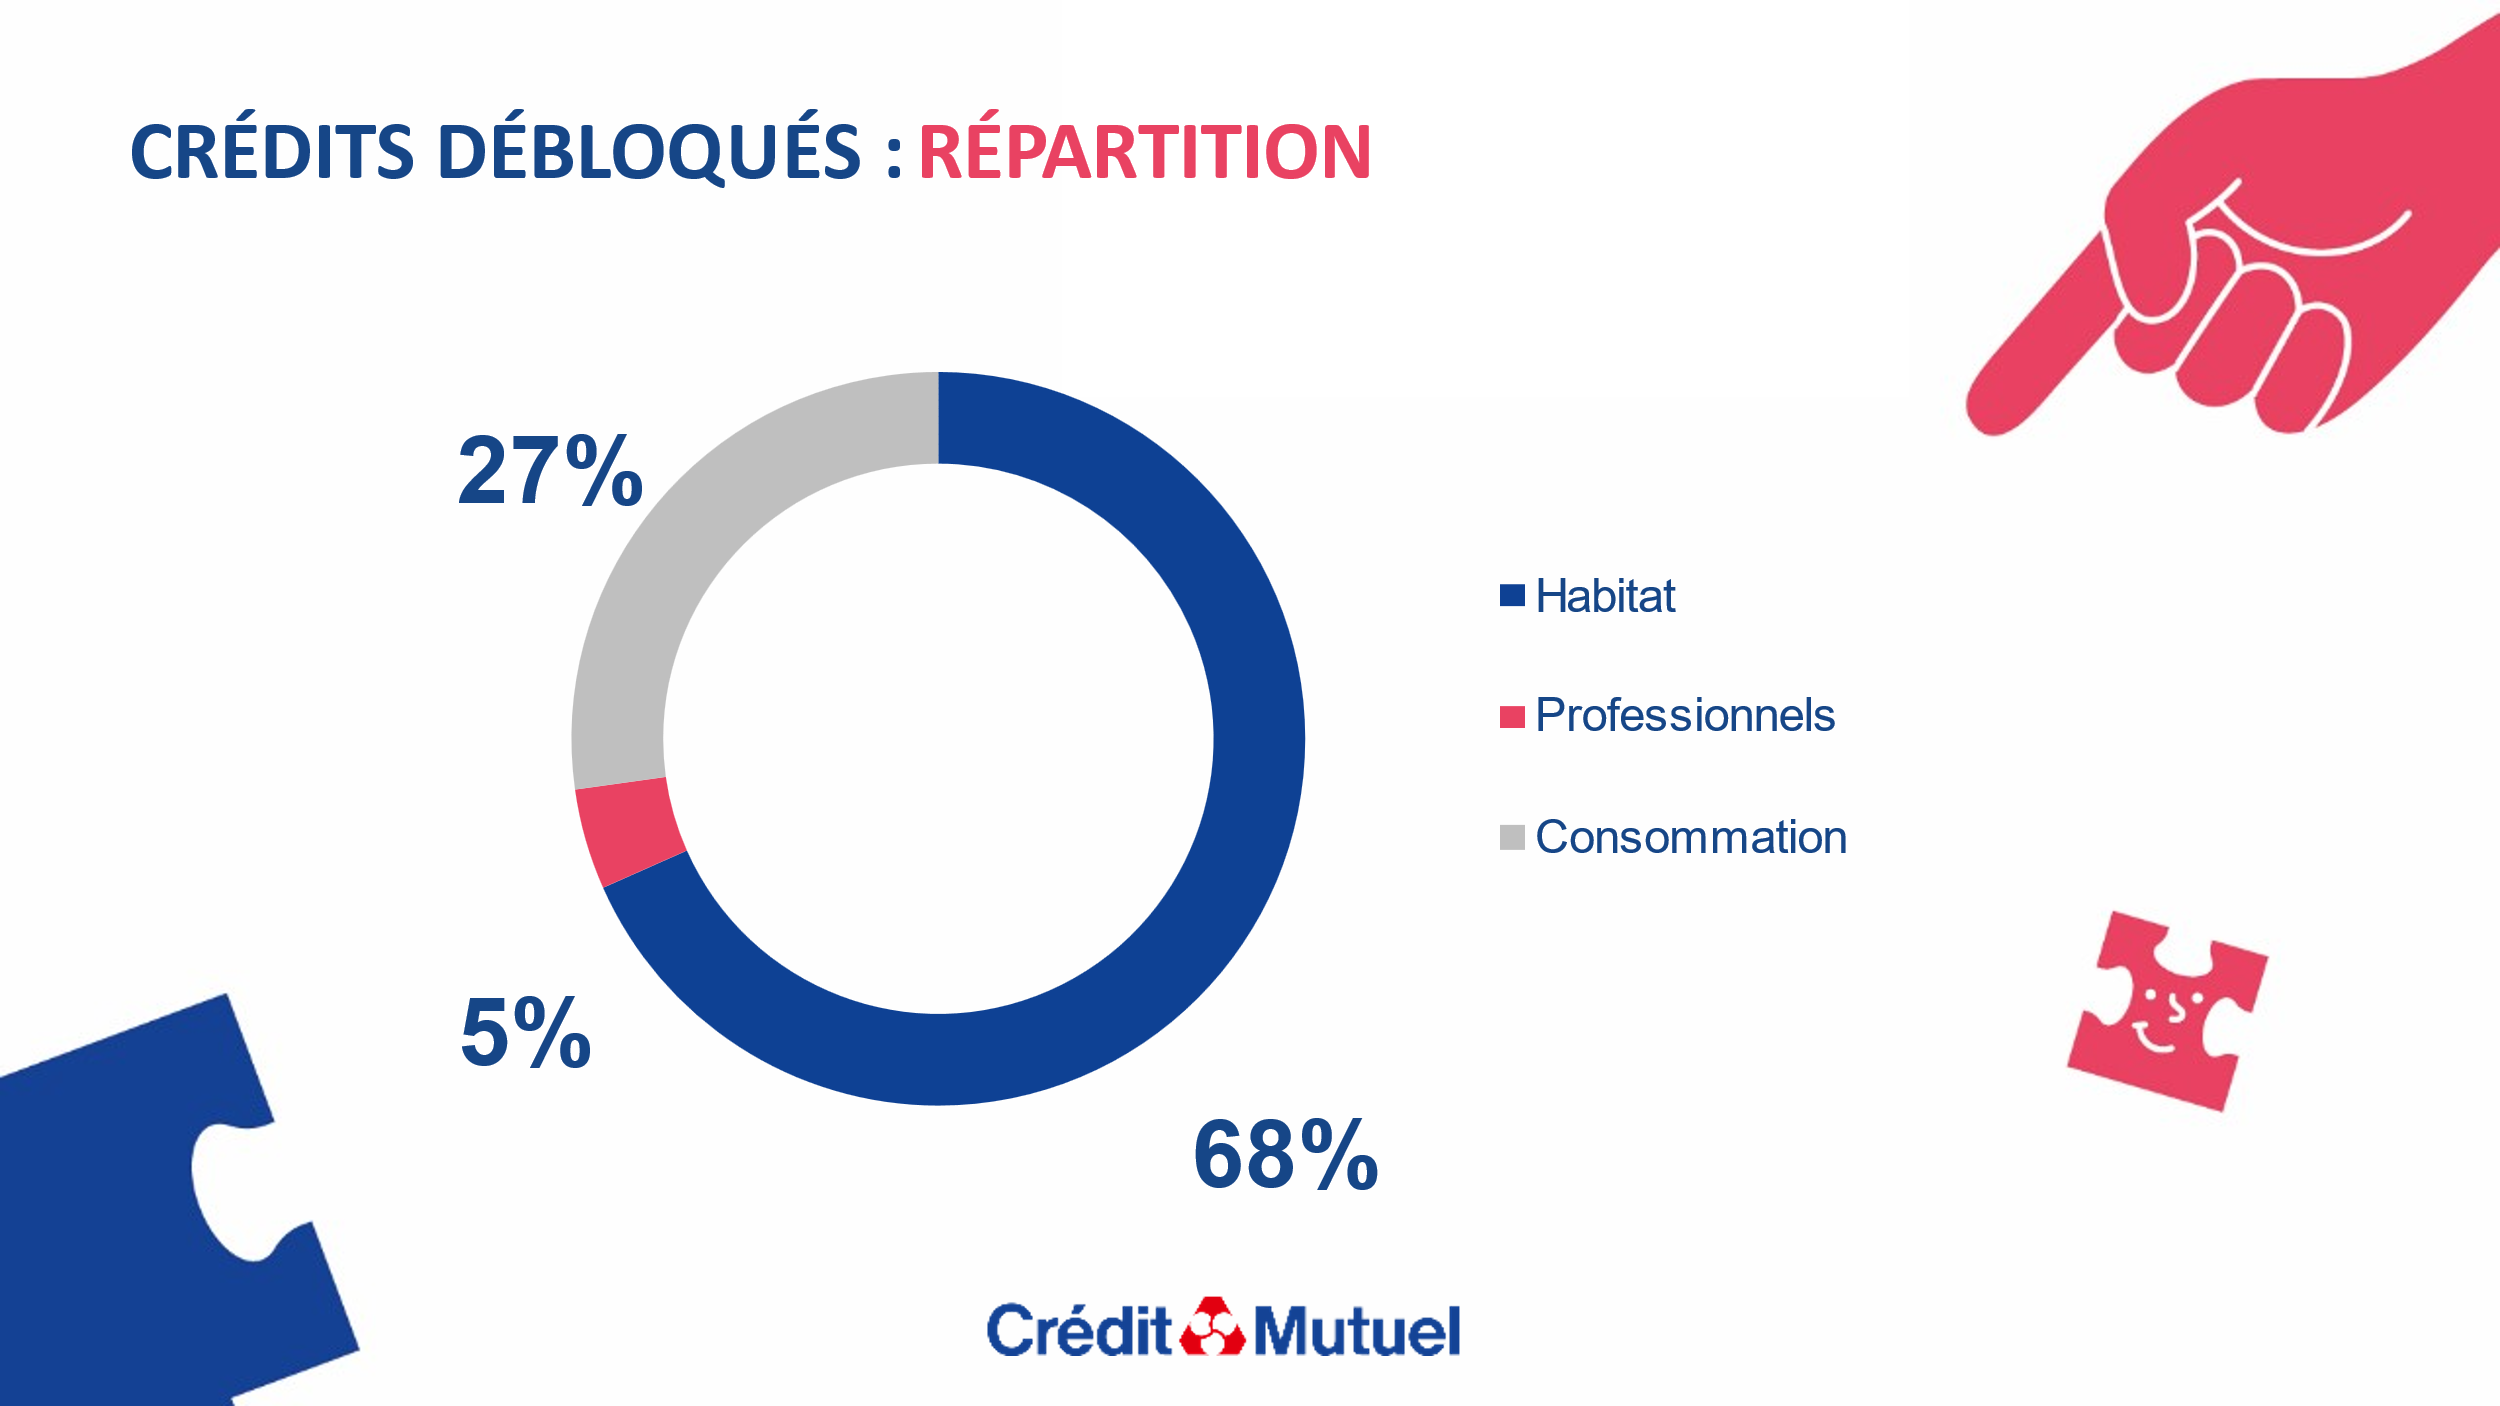 CRÉDITS DÉBLOQUÉS : RÉPARTITION
27%
Habitat
Professionnels
Consommation
5%
68%
Crédit Mutuel